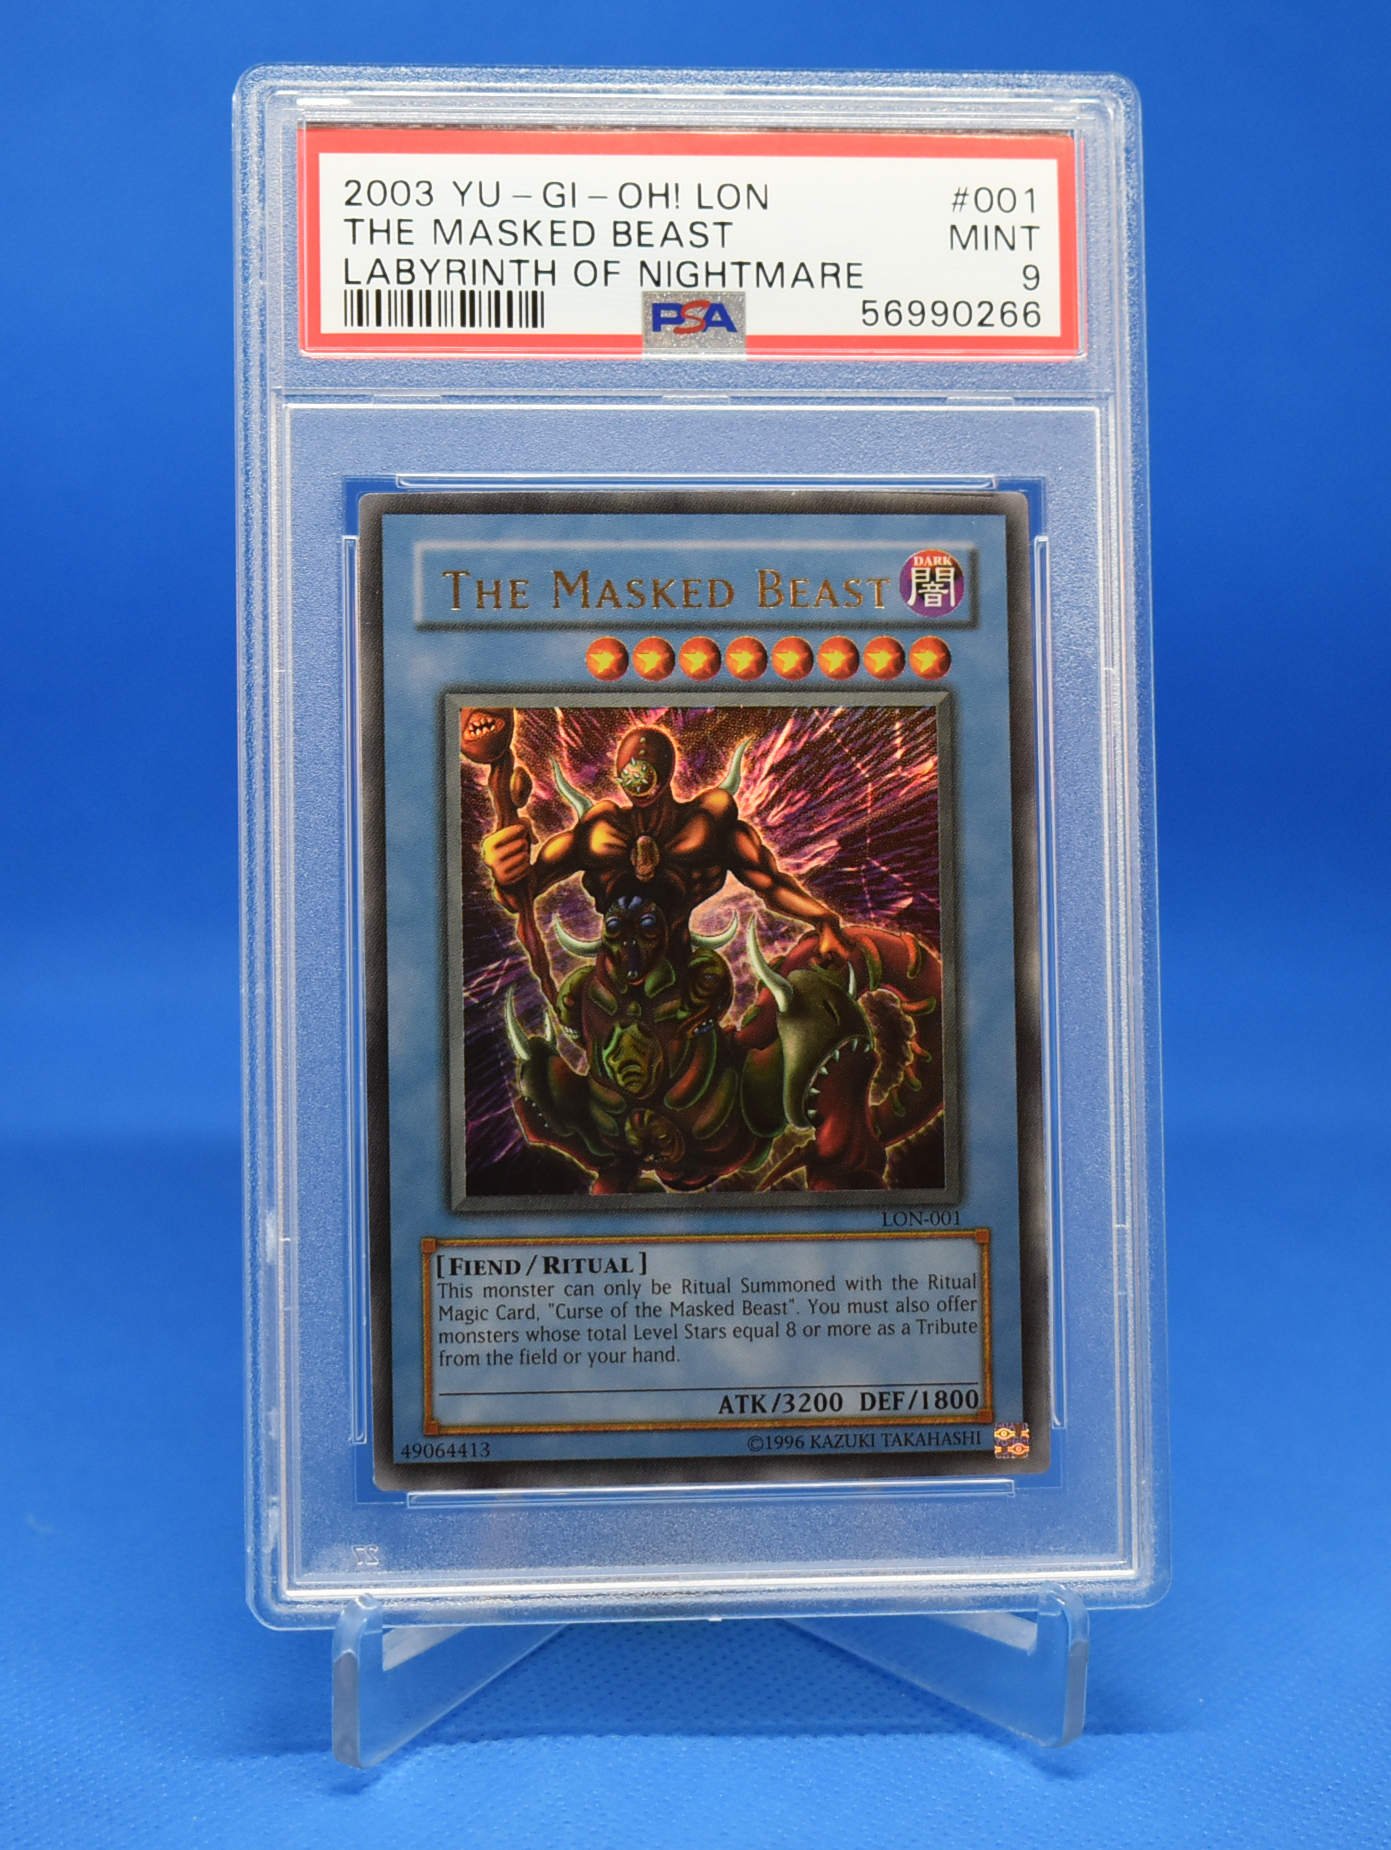 2003 YU-GI-OH! LON #001
THE MASKED BEAST MINT
LABYRINTH OF NIGHTMARE 9
PSA 56990266
THE MASKED BEAST
DARK
闇
LON-001
[FIEND/RITUAL]
This monster can only be Ritual Summoned with the Ritual
Magic Card, "Curse of the Masked Beast". You must also offer
monsters whose total Level Stars equal 8 or more as a Tribute
from the field or your hand.
ATK/3200 DEF/1800
49064413 ©1996 KAZUKI TAKAHASHI
27